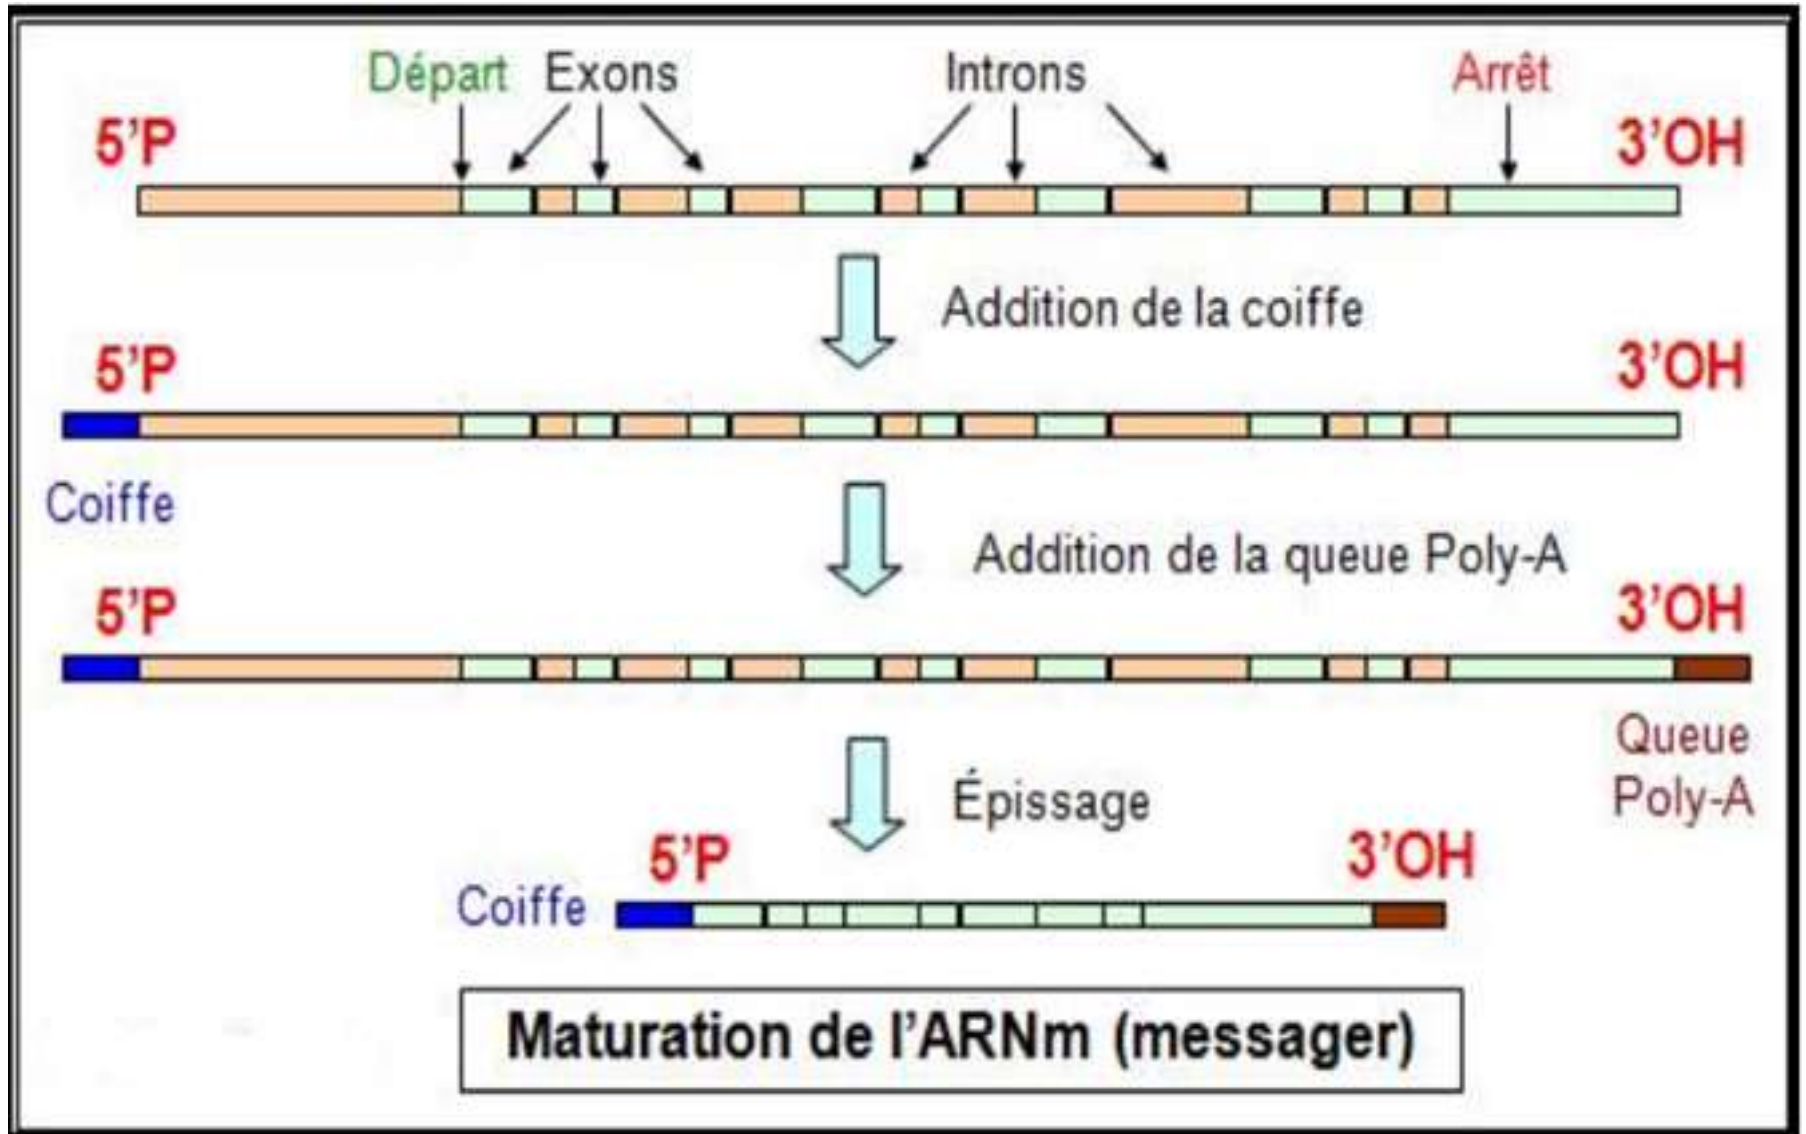 Départ Exons Introns Arrêt
5'P 3'OH
Addition de la coiffe
5'P 3'OH
Coiffe
Addition de la queue Poly-A
5'P 3'OH
Queue
Poly-A
Épissage
5'P 3'OH
Coiffe
Maturation de l'ARNm (messager)